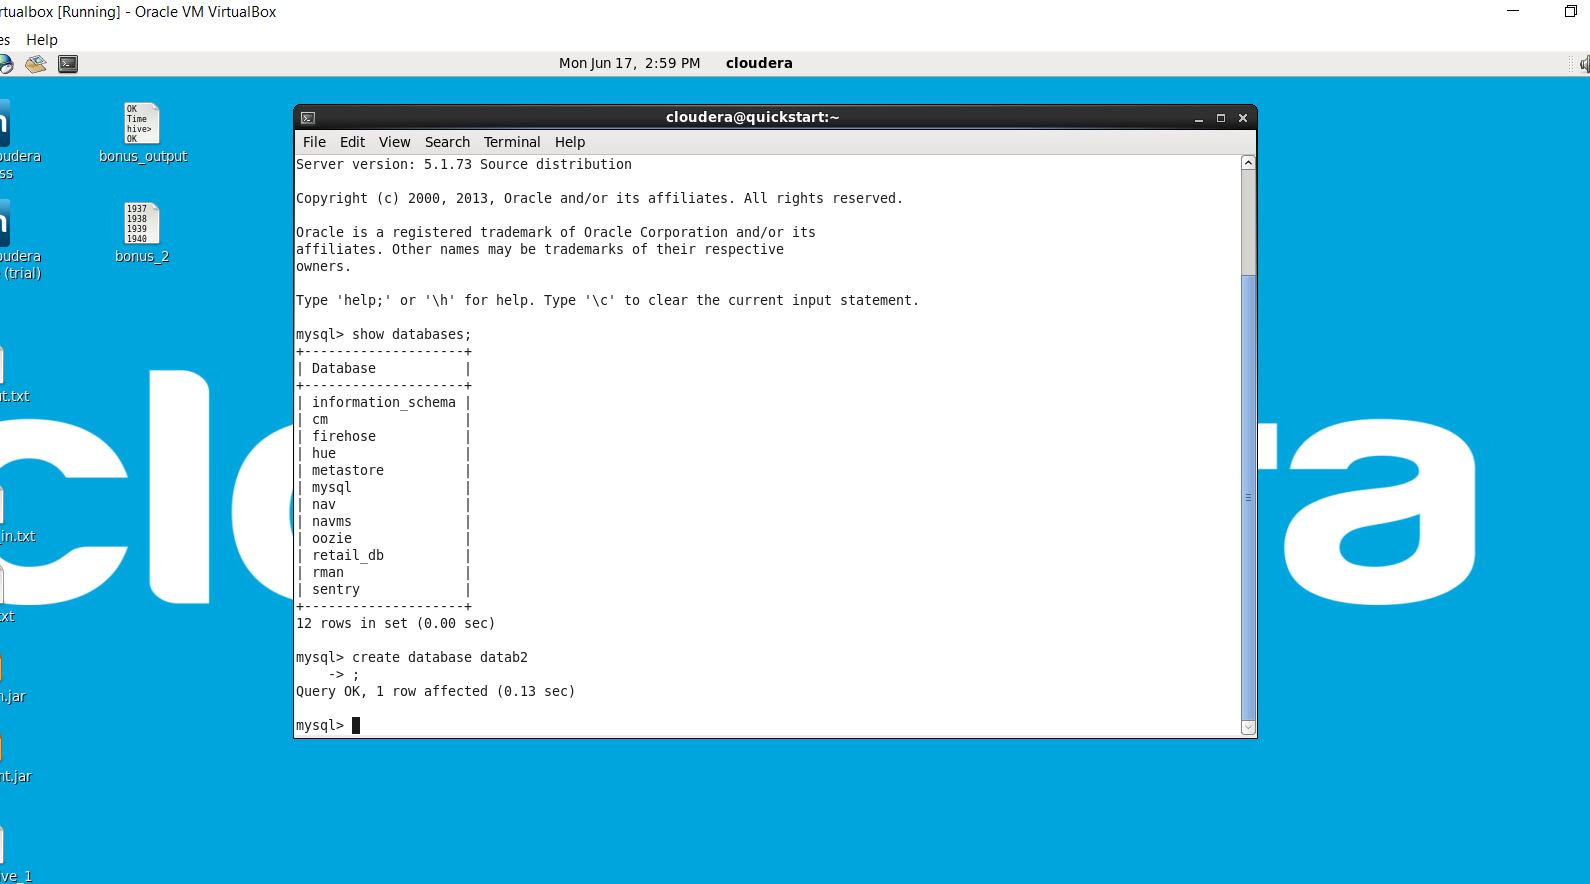 rtualbox [Running] - Oracle VM VirtualBox
es Help
Mon Jun 17, 2:59 PM cloudera
cloudera@quickstart:~
File Edit View Search Terminal Help
Server version: 5.1.73 Source distribution
Copyright (c) 2000, 2013, Oracle and/or its affiliates. All rights reserved.
Oracle is a registered trademark of Oracle Corporation and/or its
affiliates. Other names may be trademarks of their respective
owners.
Type 'help;' or '\h' for help. Type '\c' to clear the current input statement.
mysql> show databases;
+--------------------+
| Database           |
+--------------------+
| information_schema |
| cm                 |
| firehose           |
| hue                |
| metastore          |
| mysql              |
| nav                |
| navms              |
| oozie              |
| retail_db          |
| rman               |
| sentry             |
+--------------------+
12 rows in set (0.00 sec)
mysql> create database datab2
    -> ;
Query OK, 1 row affected (0.13 sec)
mysql>
oudera
ss
OK
Time
hive>
OK
bonus_output
oudera
(trial)
1937
1938
1939
1940
bonus_2
ut.txt
_in.txt
txt
n.jar
nt.jar
ve_1
clo
ra